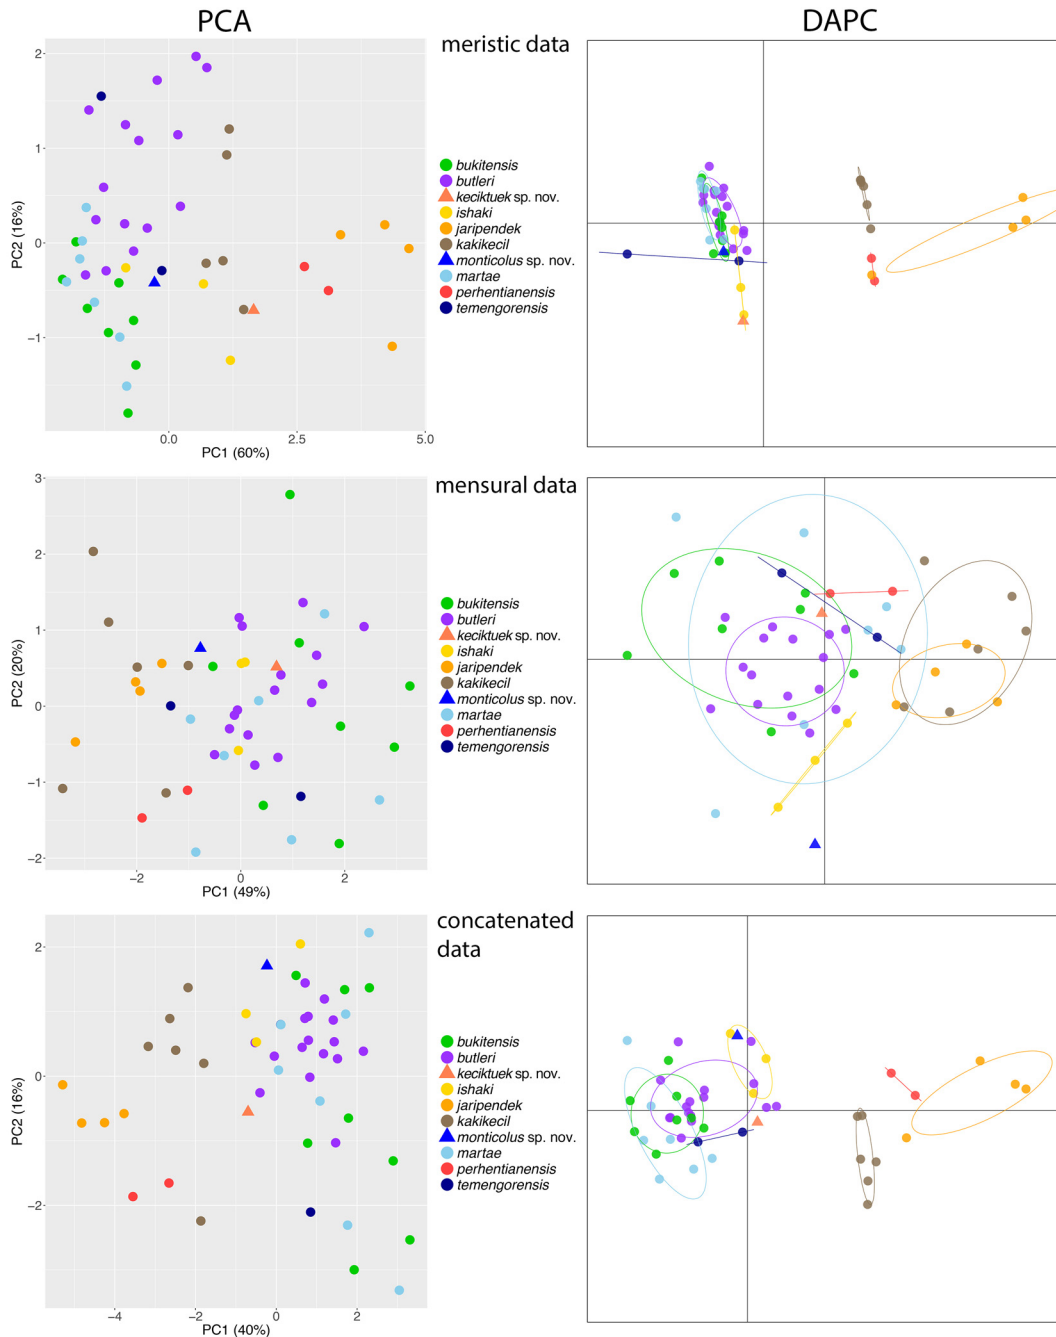 PCA
DAPC
meristic data
2
1
0
−1
0.0
2.5
5.0
PC2 (16%)
PC1 (60%)
bukitensis
butleri
keciktuek sp. nov.
ishaki
jaripendek
kakikecil
monticolus sp. nov.
martae
perhentianensis
temengorensis
mensural data
3
2
1
0
−1
−2
−2
0
2
PC2 (20%)
PC1 (49%)
bukitensis
butleri
keciktuek sp. nov.
ishaki
jaripendek
kakikecil
monticolus sp. nov.
martae
perhentianensis
temengorensis
concatenated
data
2
0
−2
−4
−2
0
2
PC2 (16%)
PC1 (40%)
bukitensis
butleri
keciktuek sp. nov.
ishaki
jaripendek
kakikecil
monticolus sp. nov.
martae
perhentianensis
temengorensis